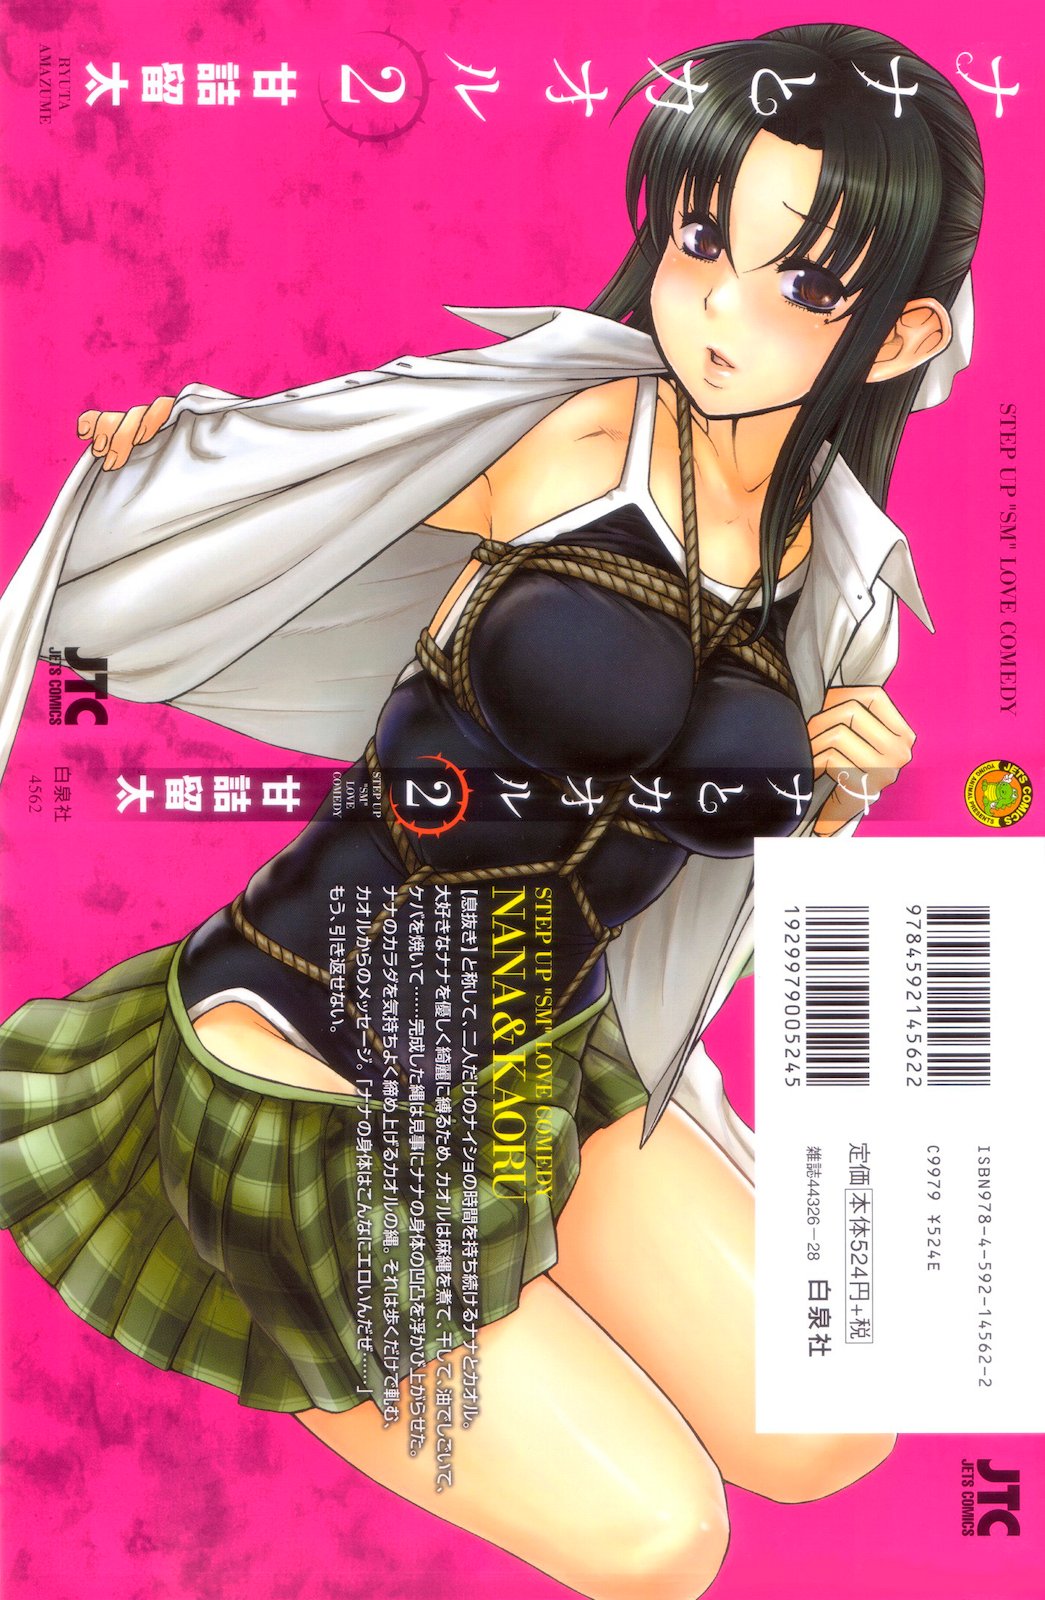 ナナとカオル
2
甘詰留太
RYUTA
AMAZUME
STEP UP "SM" LOVE COMEDY
JTC
JETS COMICS
JETS COMICS
YOUNG ANIMAL PRESENTS
ナナとカオル
2
STEP UP
"SM"
LOVE
COMEDY
甘詰留太
白泉社
4562
STEP UP "SM" LOVE COMEDY
NANA&KAORU
【息抜き】と称して、二人だけのナイショの時間を持ち続けるナナとカオル。
大好きなナナを優しく綺麗に縛るため、カオルは麻縄を煮て、干して、油でしごいて、
ケバを焼いて……完成した縄は見事にナナの身体の凹凸を浮かび上がらせた。
ナナのカラダを気持ちよく締め上げるカオルの縄。それは歩くだけで軋む、
カオルからのメッセージ。「ナナの身体はこんなにエロいんだぜ……」
もう、引き返せない。
9784592145622
1929979005245
ISBN978-4-592-14562-2
C9979 ¥524E
定価 本体524円+税
雑誌44326-28
白泉社
JTC
JETS COMICS